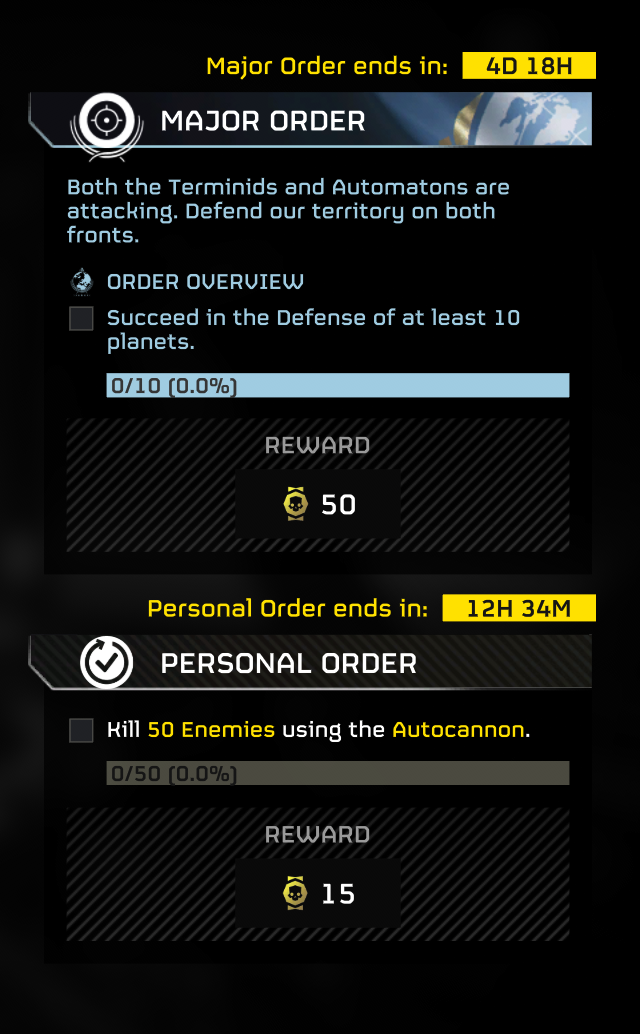 Major Order ends in: 4D 18H
MAJOR ORDER
Both the Terminids and Automatons are
attacking. Defend our territory on both
fronts.
ORDER OVERVIEW
Succeed in the Defense of at least 10
planets.
0/10 (0.0%)
REWARD
50
Personal Order ends in: 12H 34M
PERSONAL ORDER
Kill 50 Enemies using the Autocannon.
0/50 (0.0%)
REWARD
15